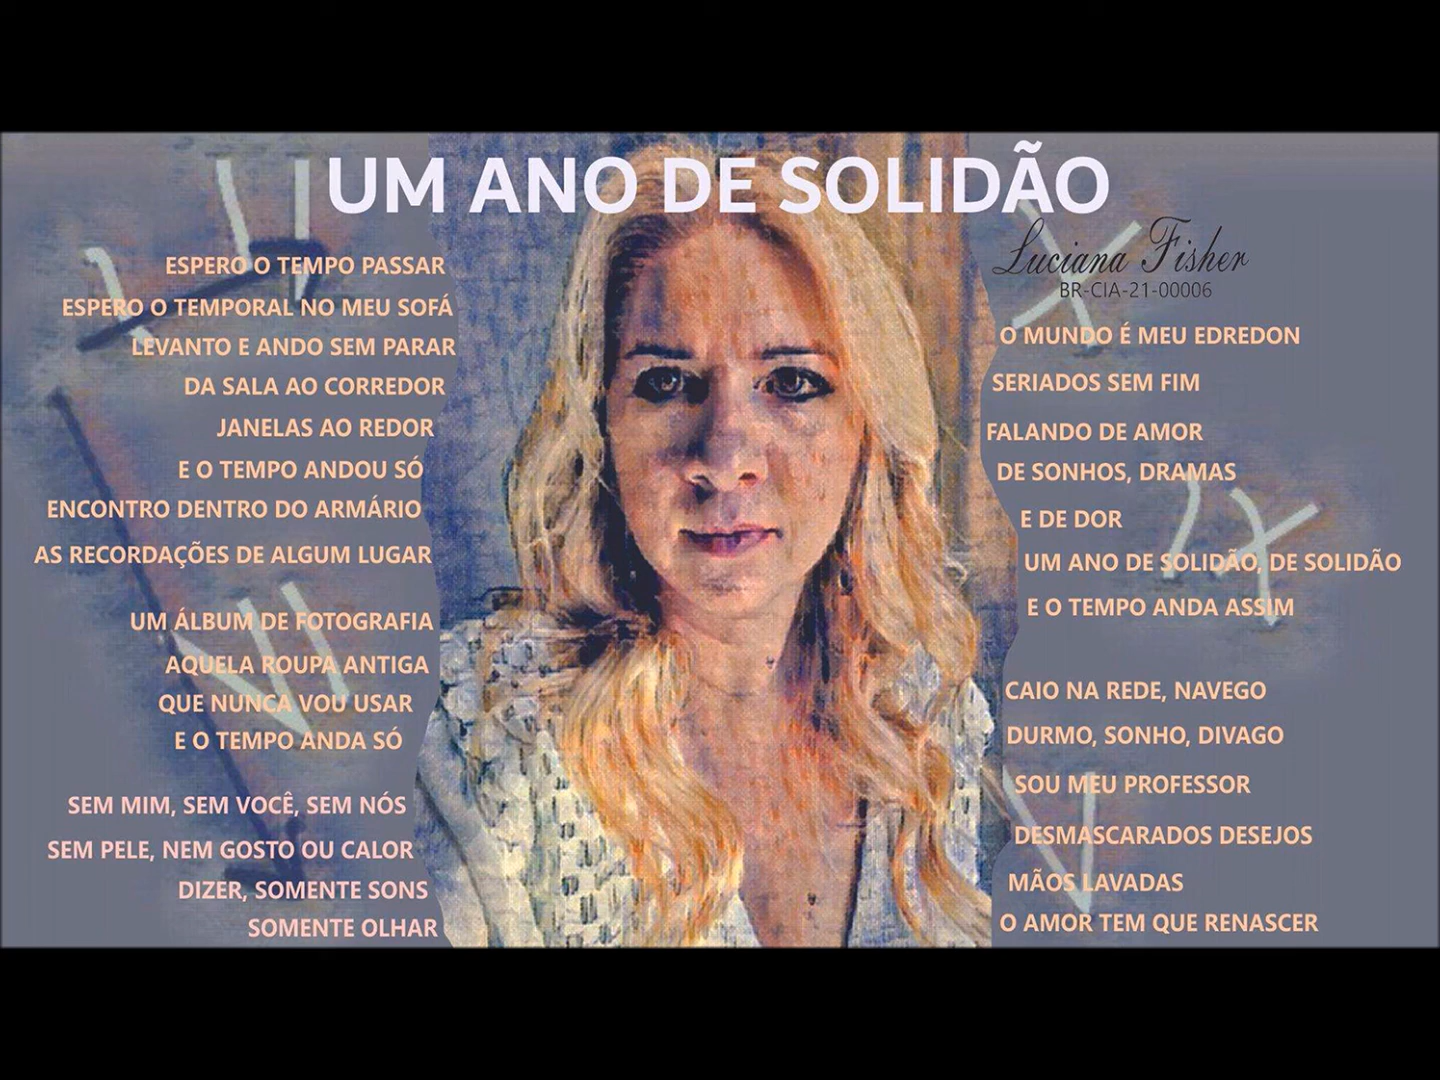 UM ANO DE SOLIDÃO
Luciana Fisher
BR-CIA-21-00006
ESPERO O TEMPO PASSAR
ESPERO O TEMPORAL NO MEU SOFÁ
LEVANTO E ANDO SEM PARAR
DA SALA AO CORREDOR
JANELAS AO REDOR
E O TEMPO ANDOU SÓ
ENCONTRO DENTRO DO ARMÁRIO
AS RECORDAÇÕES DE ALGUM LUGAR
UM ÁLBUM DE FOTOGRAFIA
AQUELA ROUPA ANTIGA
QUE NUNCA VOU USAR
E O TEMPO ANDA SÓ
SEM MIM, SEM VOCÊ, SEM NÓS
SEM PELE, NEM GOSTO OU CALOR
DIZER, SOMENTE SONS
SOMENTE OLHAR
O MUNDO É MEU EDREDON
SERIADOS SEM FIM
FALANDO DE AMOR
DE SONHOS, DRAMAS
E DE DOR
UM ANO DE SOLIDÃO, DE SOLIDÃO
E O TEMPO ANDA ASSIM
CAIO NA REDE, NAVEGO
DURMO, SONHO, DIVAGO
SOU MEU PROFESSOR
DESMASCARADOS DESEJOS
MÃOS LAVADAS
O AMOR TEM QUE RENASCER